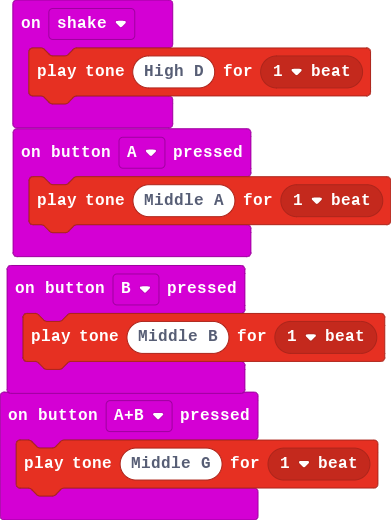 on shake
play tone High D for 1 beat
on button A pressed
play tone Middle A for 1 beat
on button B pressed
play tone Middle B for 1 beat
on button A+B pressed
play tone Middle G for 1 beat